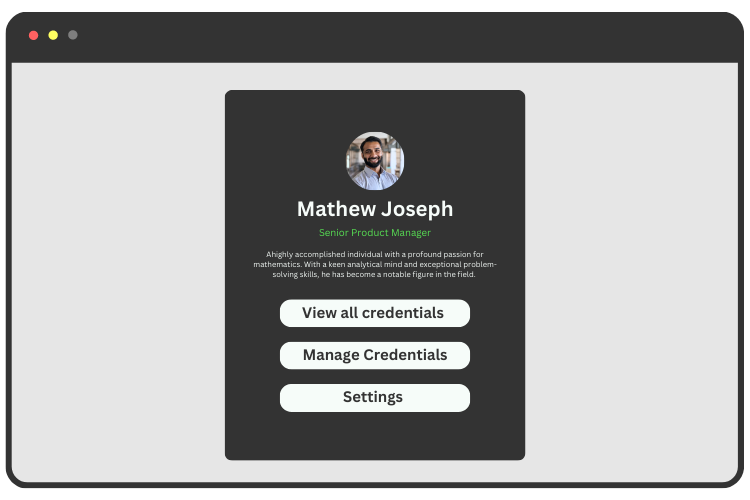 Mathew Joseph
Senior Product Manager
Ahighly accomplished individual with a profound passion for
mathematics. With a keen analytical mind and exceptional problem-
solving skills, he has become a notable figure in the field.
View all credentials
Manage Credentials
Settings